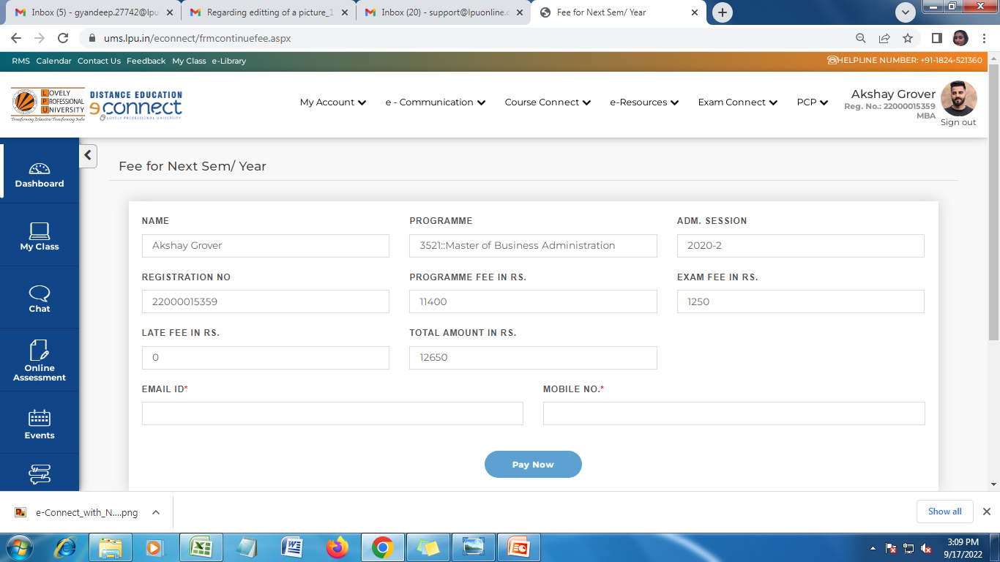 Inbox (5) - gyandeep.27742@lpu
Regarding editting of a picture_1
Inbox (20) - support@lpuonline.c
Fee for Next Sem/ Year
ums.lpu.in/econnect/frmcontinuefee.aspx
RMS Calendar Contact Us Feedback My Class e-Library
HELPLINE NUMBER: +91-1824-521360
LOVELY PROFESSIONAL UNIVERSITY
Transforming Education Transforming India
DISTANCE EDUCATION
e connect
LOVELY PROFESSIONAL UNIVERSITY
My Account e - Communication Course Connect e-Resources Exam Connect PCP
Akshay Grover
Reg. No.: 22000015359
MBA
Sign out
Dashboard
My Class
Chat
Online Assessment
Events
Fee for Next Sem/ Year
NAME PROGRAMME ADM. SESSION
Akshay Grover 3521::Master of Business Administration 2020-2
REGISTRATION NO PROGRAMME FEE IN RS. EXAM FEE IN RS.
22000015359 11400 1250
LATE FEE IN RS. TOTAL AMOUNT IN RS.
0 12650
EMAIL ID* MOBILE NO.*
Pay Now
e-Connect_with_N....png
Show all
3:09 PM
9/17/2022